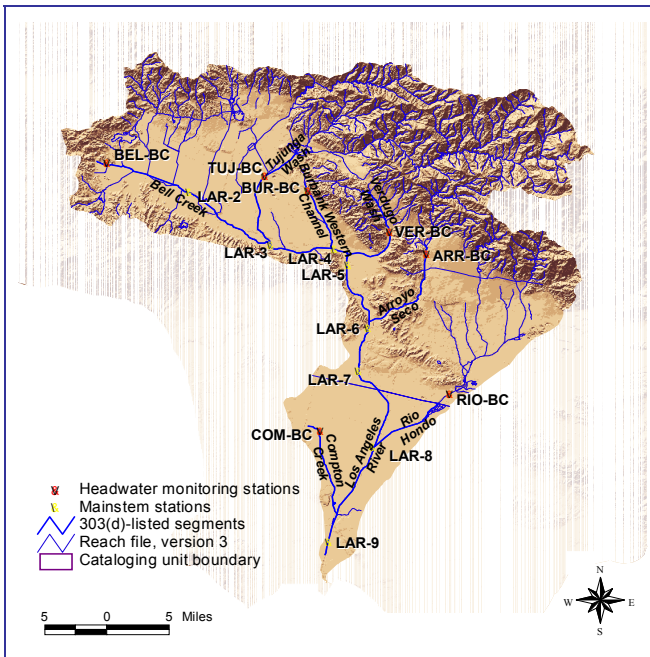 BEL-BC
TUJ-BC
Tujunga
Wash
BUR-BC
Burbank Western
Channel
Verdugo
Wash
LAR-2
Bell Creek
VER-BC
LAR-3
LAR-4
ARR-BC
LAR-5
Arroyo
Seco
LAR-6
LAR-7
RIO-BC
Rio
Hondo
COM-BC
Compton
Creek
Los Angeles
River
LAR-8
LAR-9
Headwater monitoring stations
Mainstem stations
303(d)-listed segments
Reach file, version 3
Cataloging unit boundary
5 0 5 Miles
N
W E
S